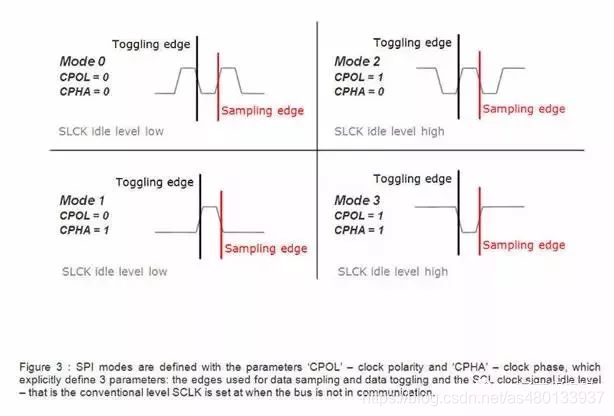 Toggling edge
Mode 0
CPOL = 0
CPHA = 0
Sampling edge
SLCK idle level low
Toggling edge
Mode 2
CPOL = 1
CPHA = 0
Sampling edge
SLCK idle level high
Toggling edge
Mode 1
CPOL = 0
CPHA = 1
Sampling edge
SLCK idle level low
Toggling edge
Mode 3
CPOL = 1
CPHA = 1
Sampling edge
SLCK idle level high
Figure 3 : SPI modes are defined with the parameters ‘CPOL’ – clock polarity and ‘CPHA’ – clock phase, which
explicitly define 3 parameters: the edges used for data sampling and data toggling and the clock signal idle level
– that is the conventional level SCLK is set at when the bus is not in communication.
https://blog.csdn.net/as480133937